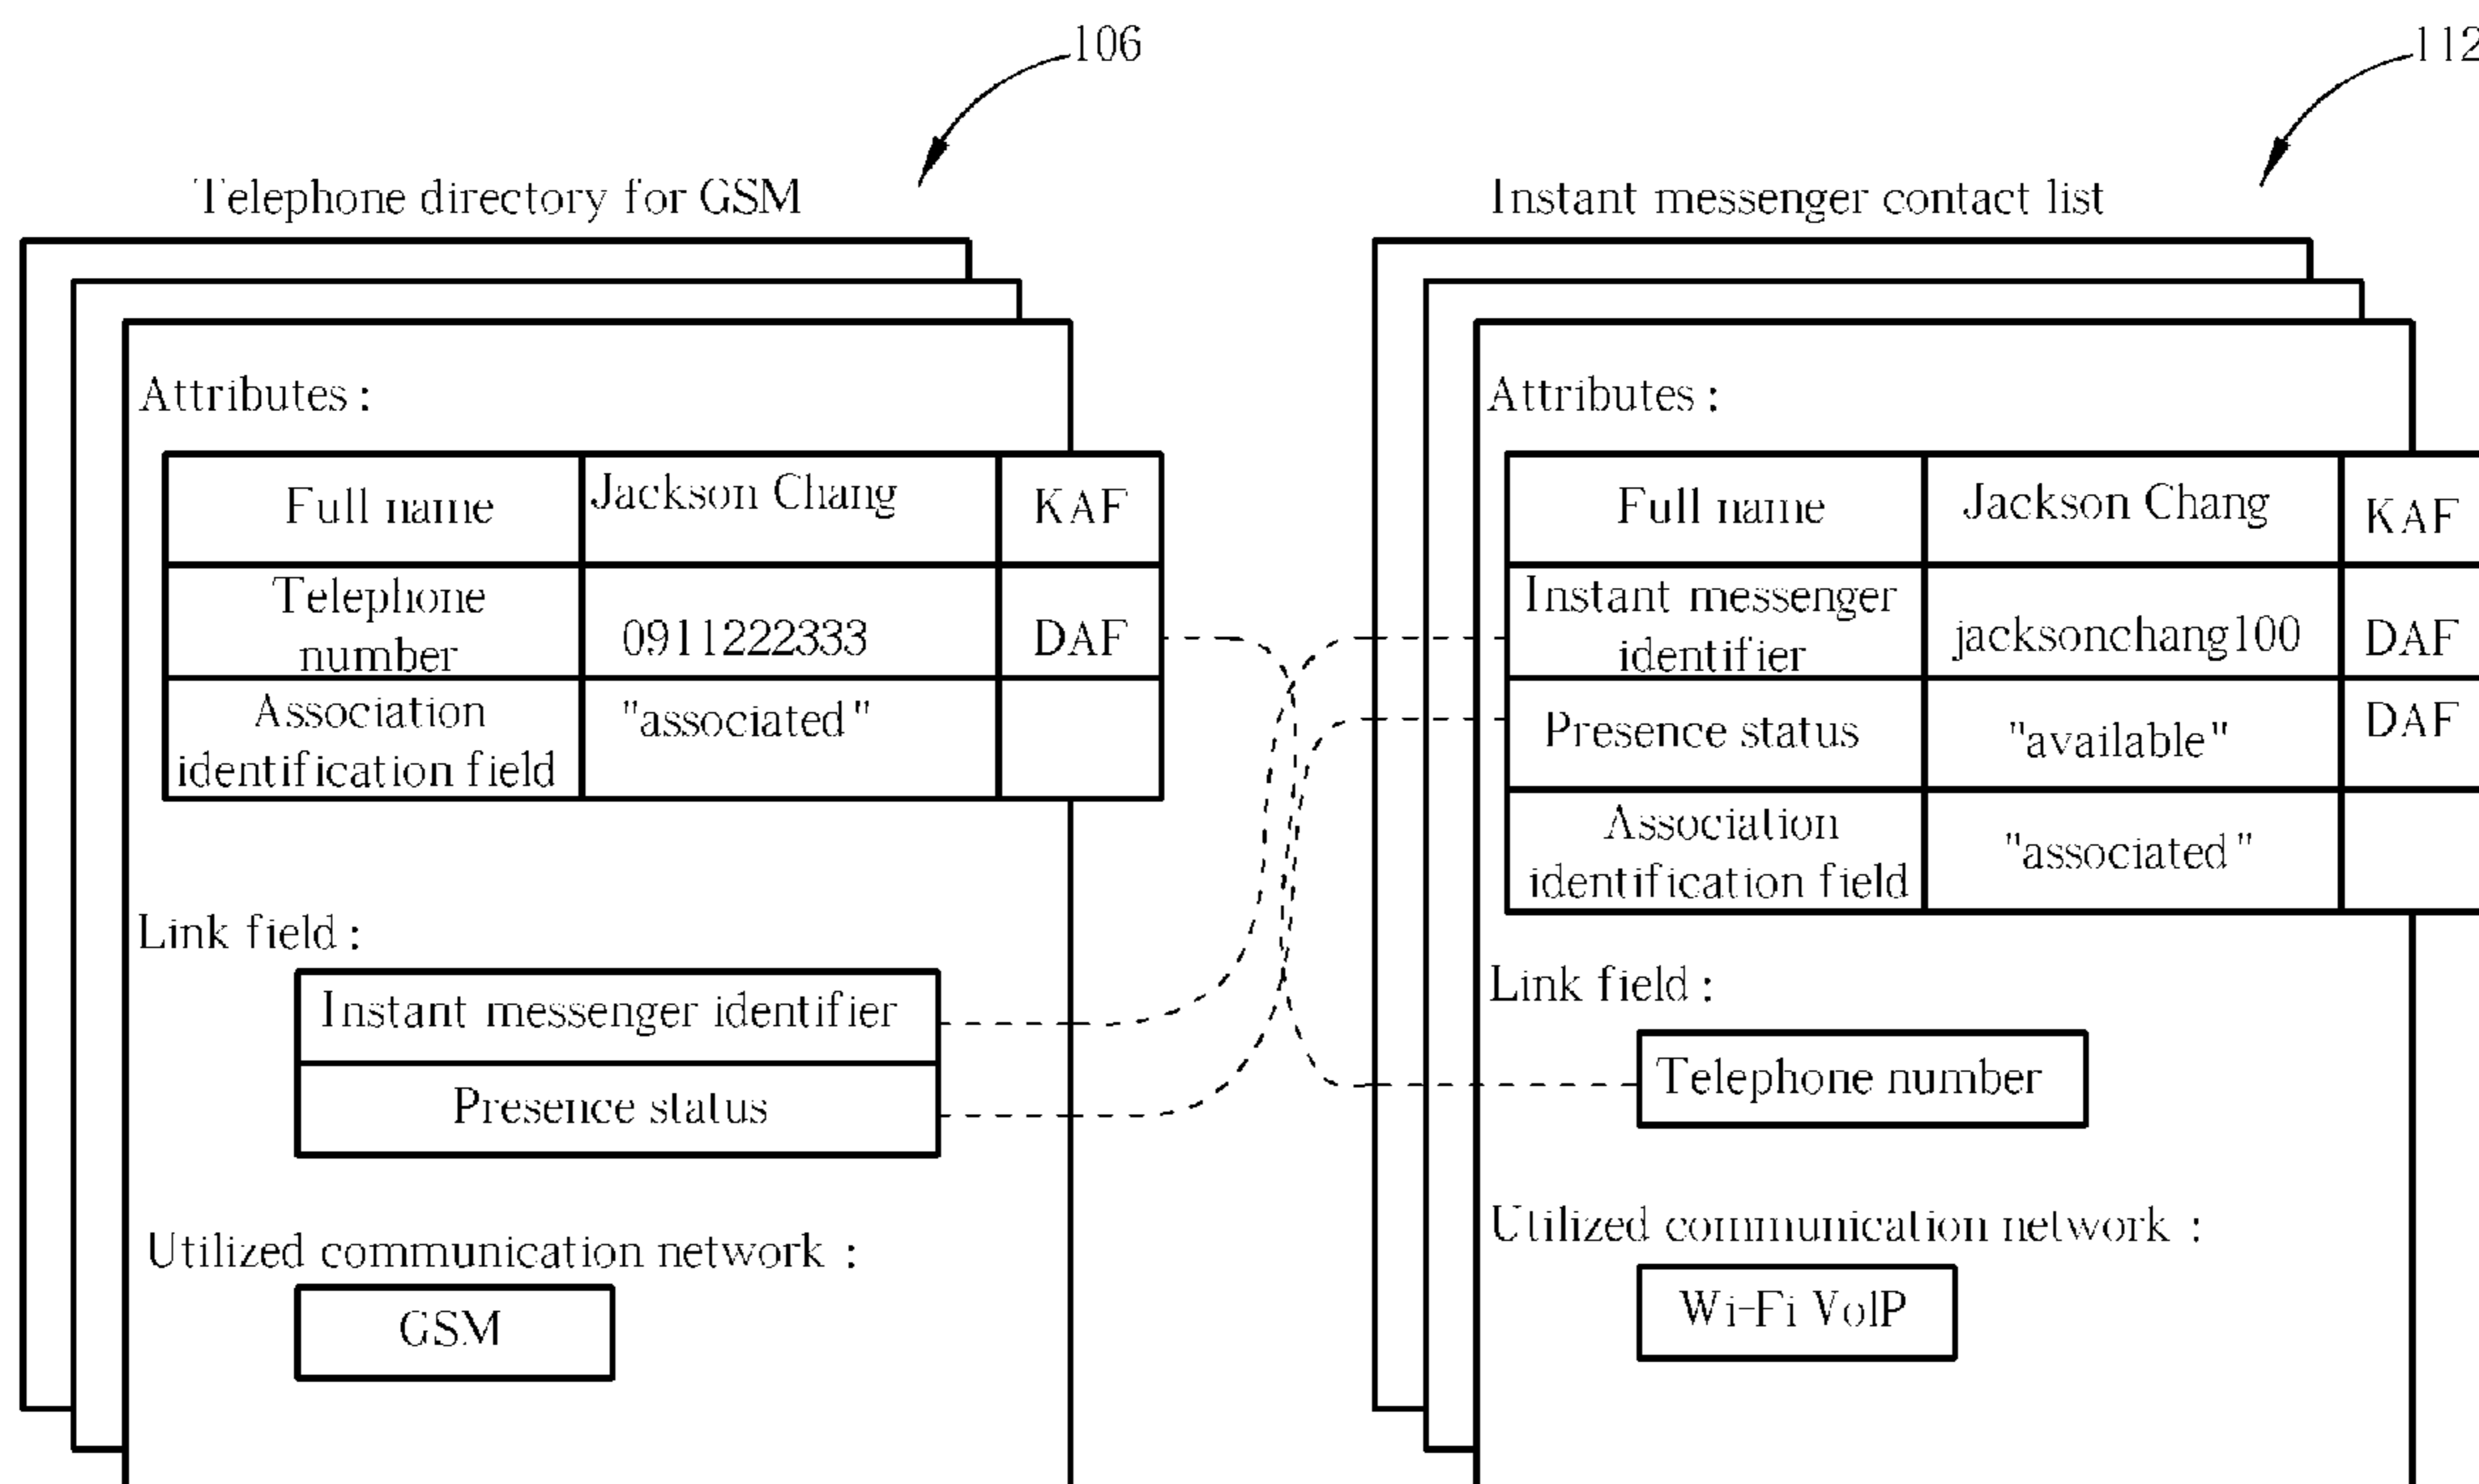 106
Telephone directory for GSM
Attributes :
Full name
Jackson Chang
KAF
Telephone
number
0911222333
DAF
Association
identification field
"associated"
Link field :
Instant messenger identifier
Presence status
Utilized communication network :
GSM
112
Instant messenger contact list
Attributes :
Full name
Jackson Chang
KAF
Instant messenger
identifier
jacksonchang100
DAF
Presence status
"available"
DAF
Association
identification field
"associated"
Link field :
Telephone number
Utilized communication network :
Wi-Fi VoIP